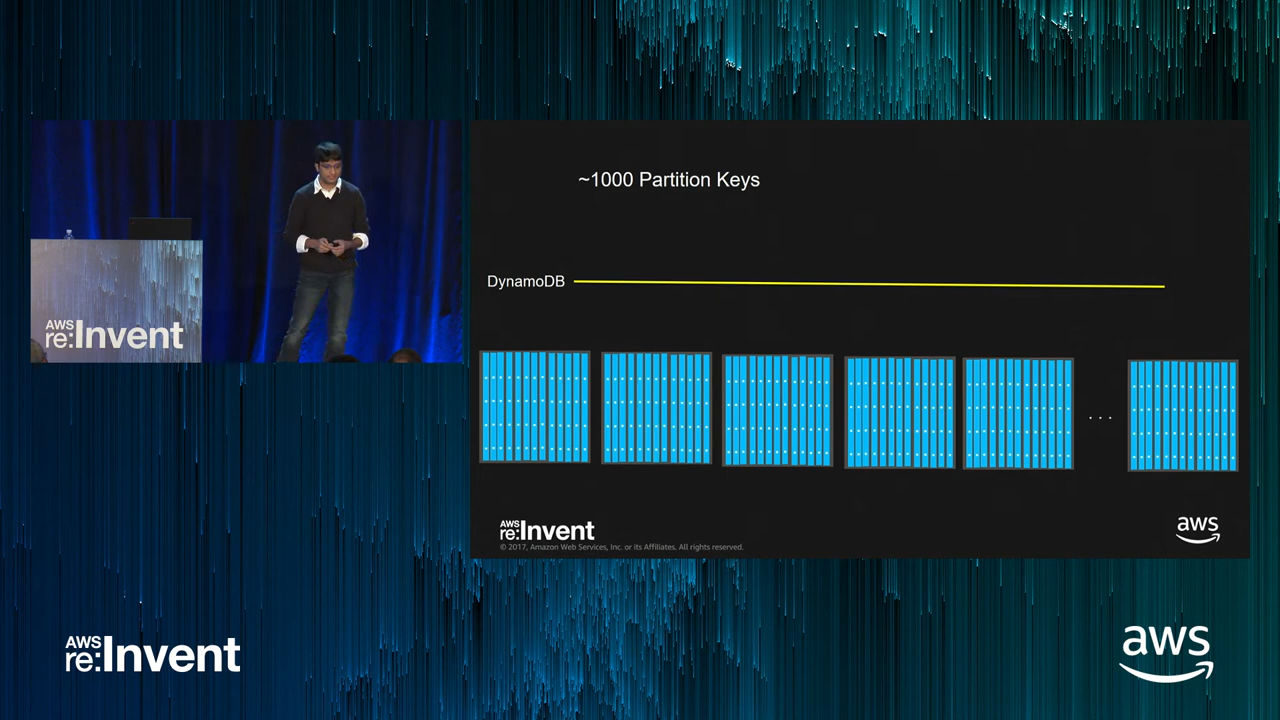 AWS
re:Invent
~1000 Partition Keys
DynamoDB
. . .
AWS
re:Invent
© 2017, Amazon Web Services, Inc. or its Affiliates. All rights reserved.
aws
AWS
re:Invent
aws